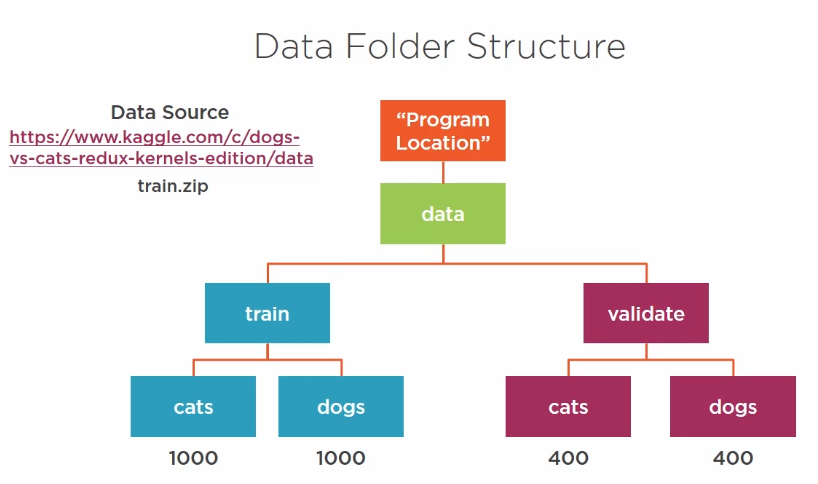 Data Folder Structure
Data Source
https://www.kaggle.com/c/dogs-
vs-cats-redux-kernels-edition/data
train.zip
“Program
Location”
data
train
validate
cats
dogs
cats
dogs
1000
1000
400
400